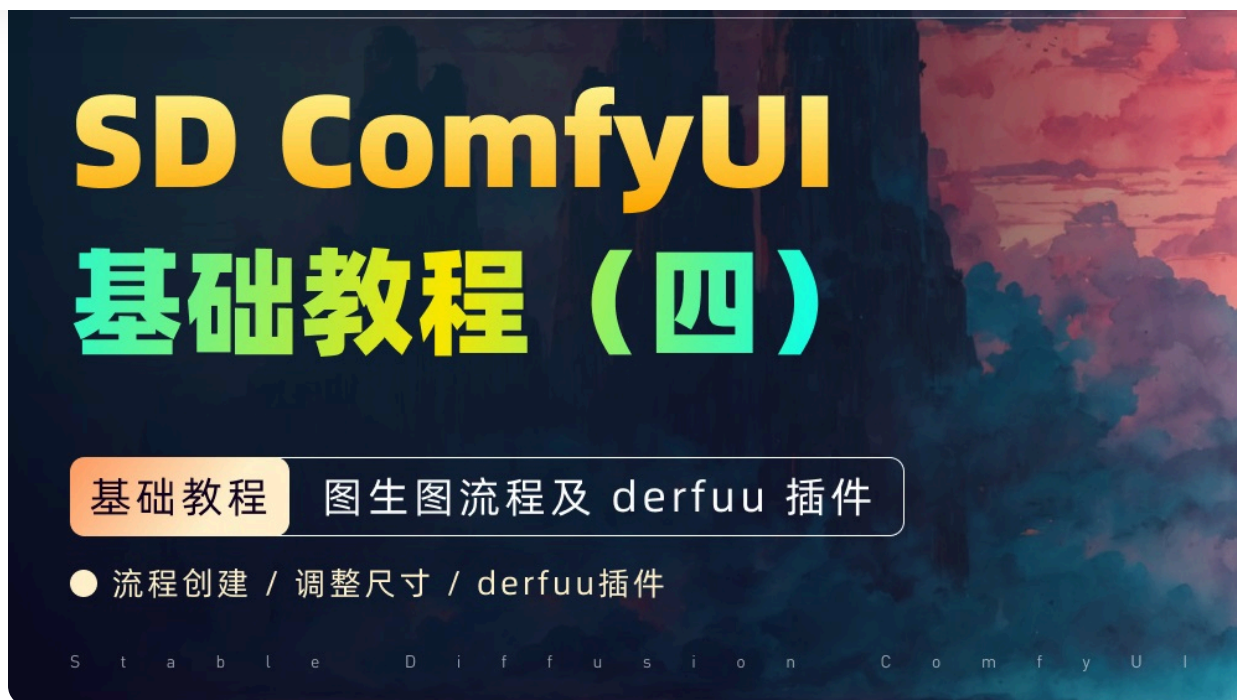 SD ComfyUI
基础教程（四）
基础教程 图生图流程及 derfuu 插件
流程创建 / 调整尺寸 / derfuu插件
Stable Diffusion ComfyUI